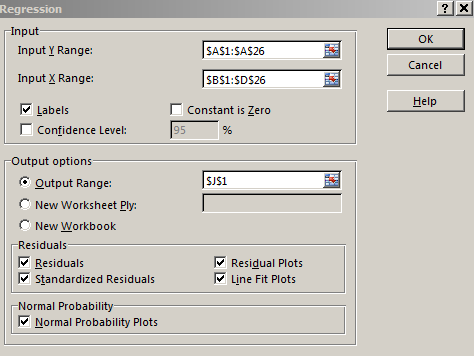 Regression
Input
Input Y Range: $A$1:$A$26
Input X Range: $B$1:$D$26
Labels Constant is Zero
Confidence Level: 95 %
OK
Cancel
Help
Output options
Output Range: $J$1
New Worksheet Ply:
New Workbook
Residuals
Residuals Residual Plots
Standardized Residuals Line Fit Plots
Normal Probability
Normal Probability Plots